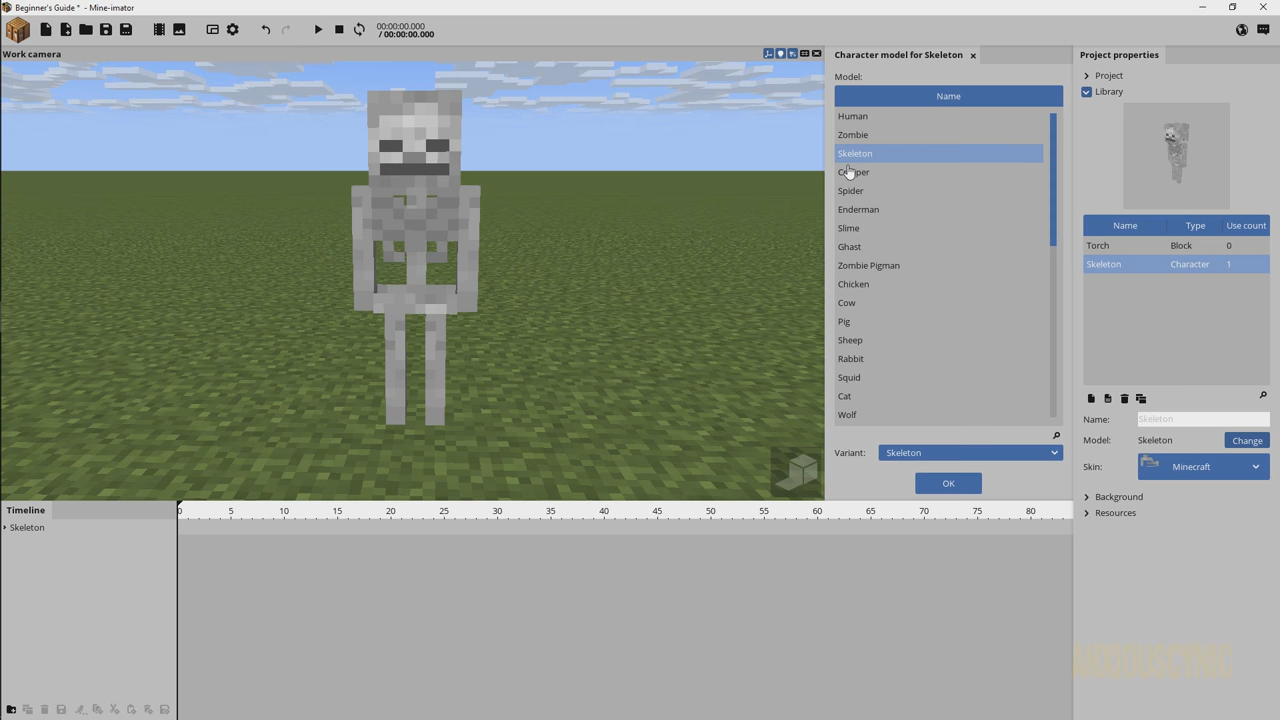 Beginner's Guide * - Mine-imator
00:00:00.000
/ 00:00:00.000
Work camera
Character model for Skeleton
Model:
Name
Human
Zombie
Skeleton
Spider
Enderman
Slime
Ghast
Zombie Pigman
Chicken
Cow
Pig
Sheep
Rabbit
Squid
Cat
Wolf
Variant: Skeleton
OK
Project properties
Project
Library
Name Type Use count
Torch Block 0
Skeleton Character 1
Name: Skeleton
Model: Skeleton Change
Skin: Minecraft
Background
Resources
Timeline
0 5 10 15 20 25 30 35 40 45 50 55 60 65 70 75 80
Skeleton